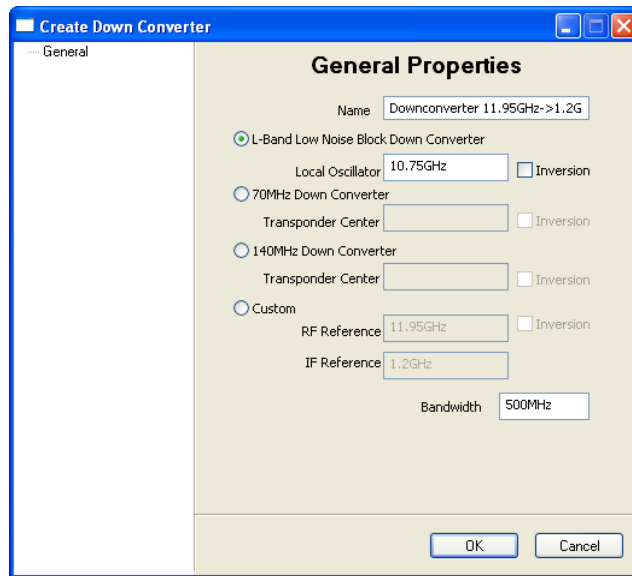 Create Down Converter
General
General Properties
Name Downconverter 11.95GHz->1.2G
L-Band Low Noise Block Down Converter
Local Oscillator 10.75GHz Inversion
70MHz Down Converter
Transponder Center Inversion
140MHz Down Converter
Transponder Center Inversion
Custom
RF Reference 11.95GHz Inversion
IF Reference 1.2GHz
Bandwidth 500MHz
OK Cancel